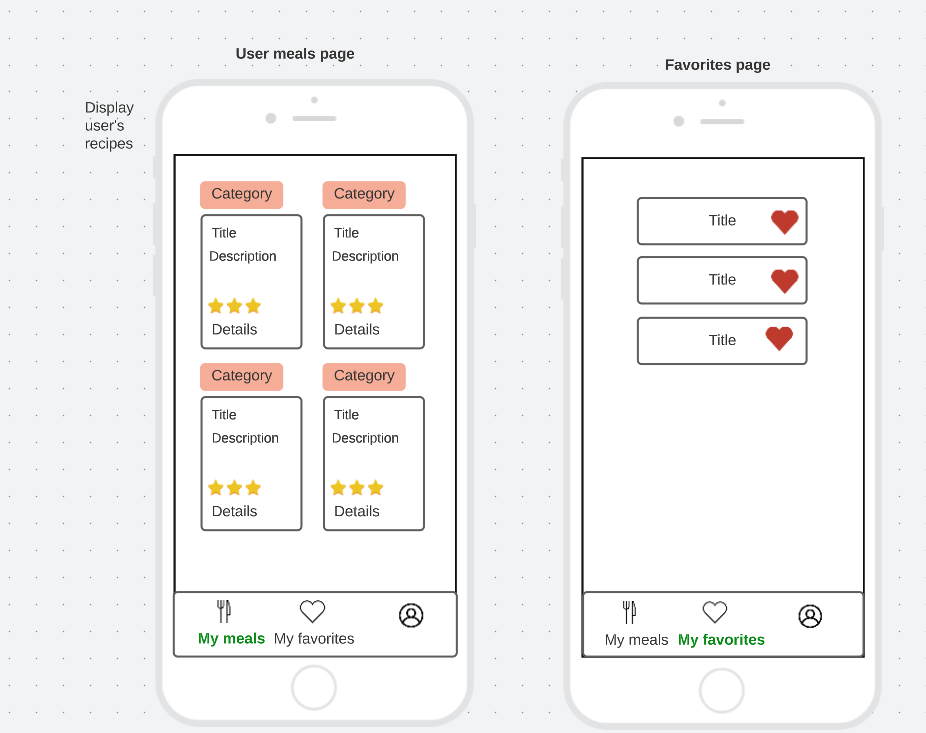 User meals page
Display
user's
recipes
Category
Category
Title
Description
Details
Title
Description
Details
Category
Category
Title
Description
Details
Title
Description
Details
My meals
My favorites
Favorites page
Title
Title
Title
My meals
My favorites